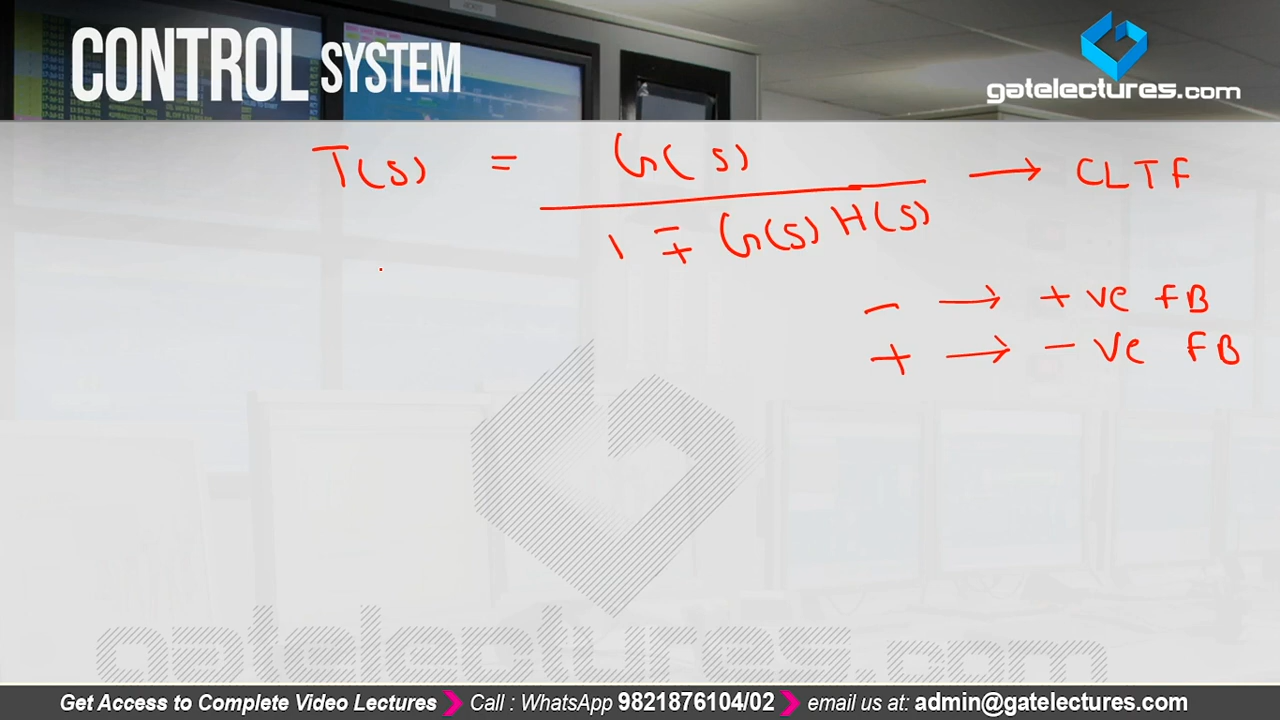 CONTROL SYSTEM
gatelectures.com
T(s) = G(s) / 1 ∓ G(s) H(s) → CLTF
- → +ve FB
+ → -ve FB
gatelectures.com
Get Access to Complete Video Lectures Call : WhatsApp 9821876104/02 email us at: admin@gatelectures.com